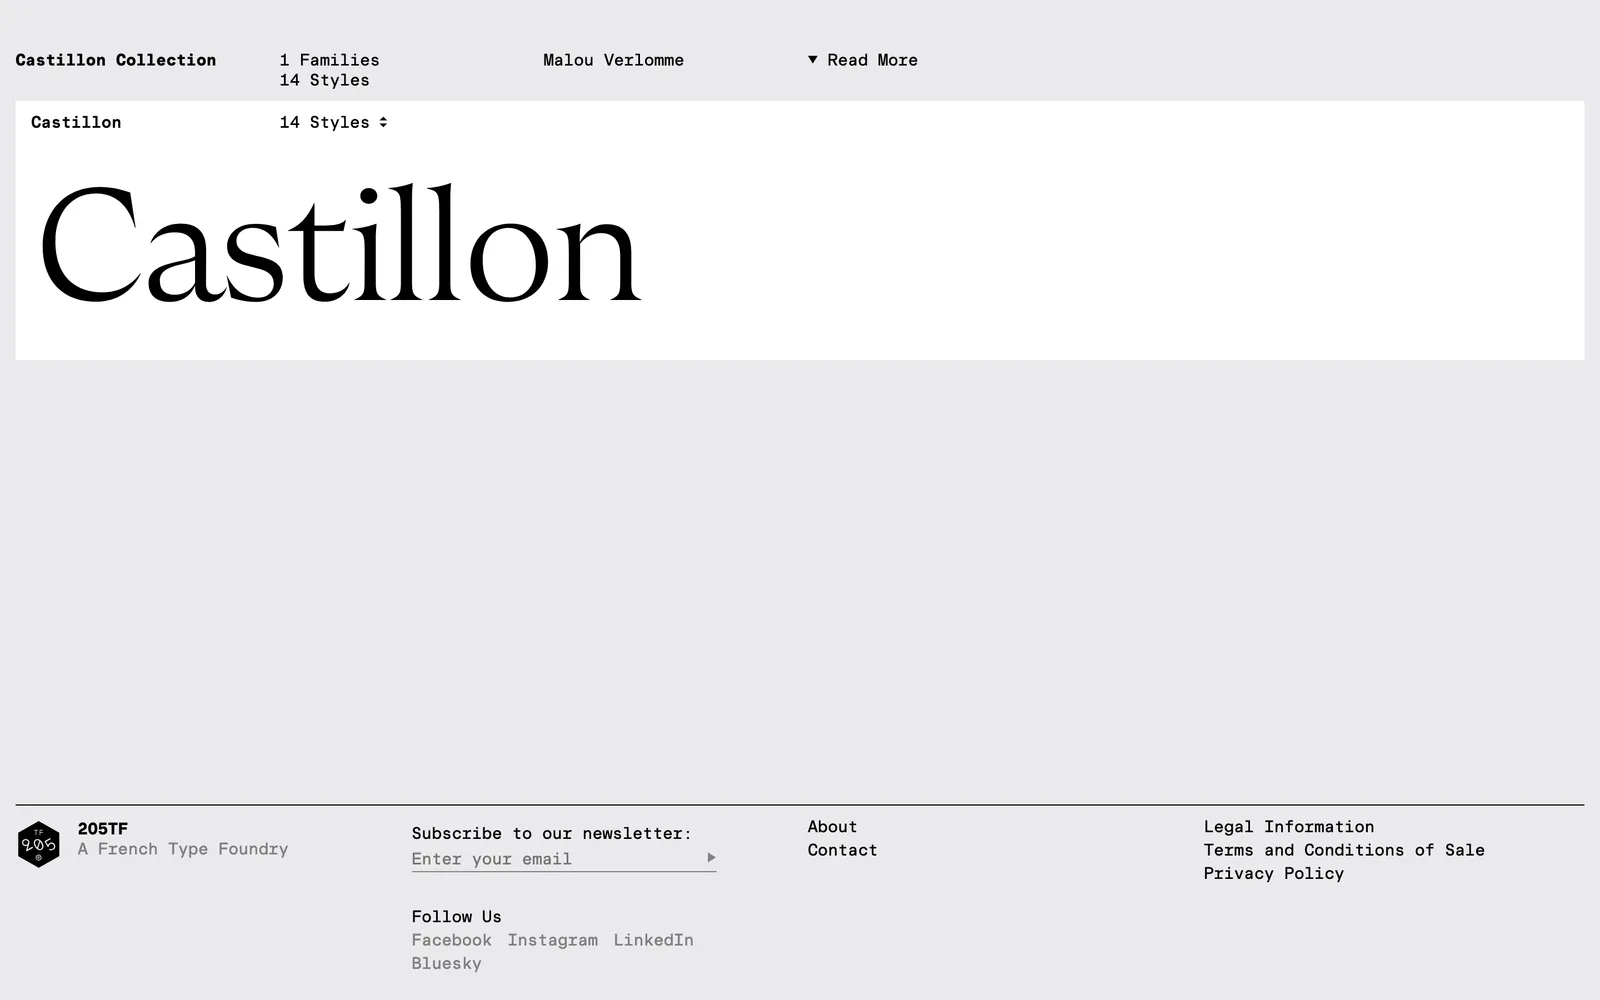 Castillon Collection
1 Families
14 Styles
Malou Verlomme
▼ Read More
Castillon
14 Styles
Castillon
TF
205
205TF
A French Type Foundry
Subscribe to our newsletter:
Enter your email
Follow Us
Facebook Instagram LinkedIn
Bluesky
About
Contact
Legal Information
Terms and Conditions of Sale
Privacy Policy